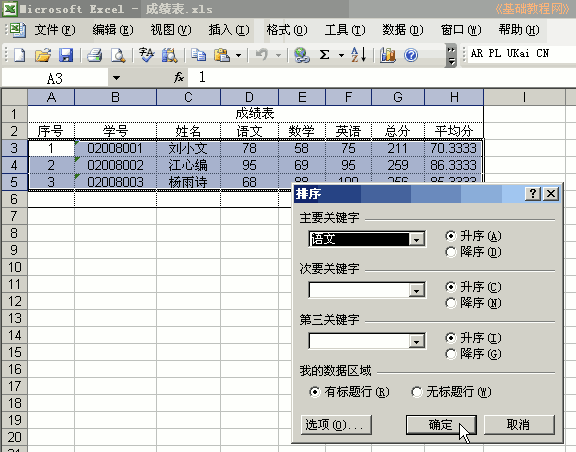 Microsoft Excel - 成绩表.xls
《基础教程网》
文件(F) 编辑(E) 视图(V) 插入(I) 格式(O) 工具(T) 数据(D) 窗口(W) 帮助(H)
AR PL UKai CN
A3 fx 1
A B C D E F G H I J
1 成绩表
2 序号 学号 姓名 语文 数学 英语 总分 平均分
3 1 02008001 刘小文 78 58 75 211 70.3333
4 2 02008002 江心编 95 69 95 259 86.3333
5 3 02008003 杨雨诗 68
6
7
8
9
10
11
12
13
14
15
16
17
18
19
20
21
排序
主要关键字
语文
升序(A)
降序(D)
次要关键字
升序(C)
降序(N)
第三关键字
升序(I)
降序(G)
我的数据区域
有标题行(R) 无标题行(W)
选项(O)... 确定 取消